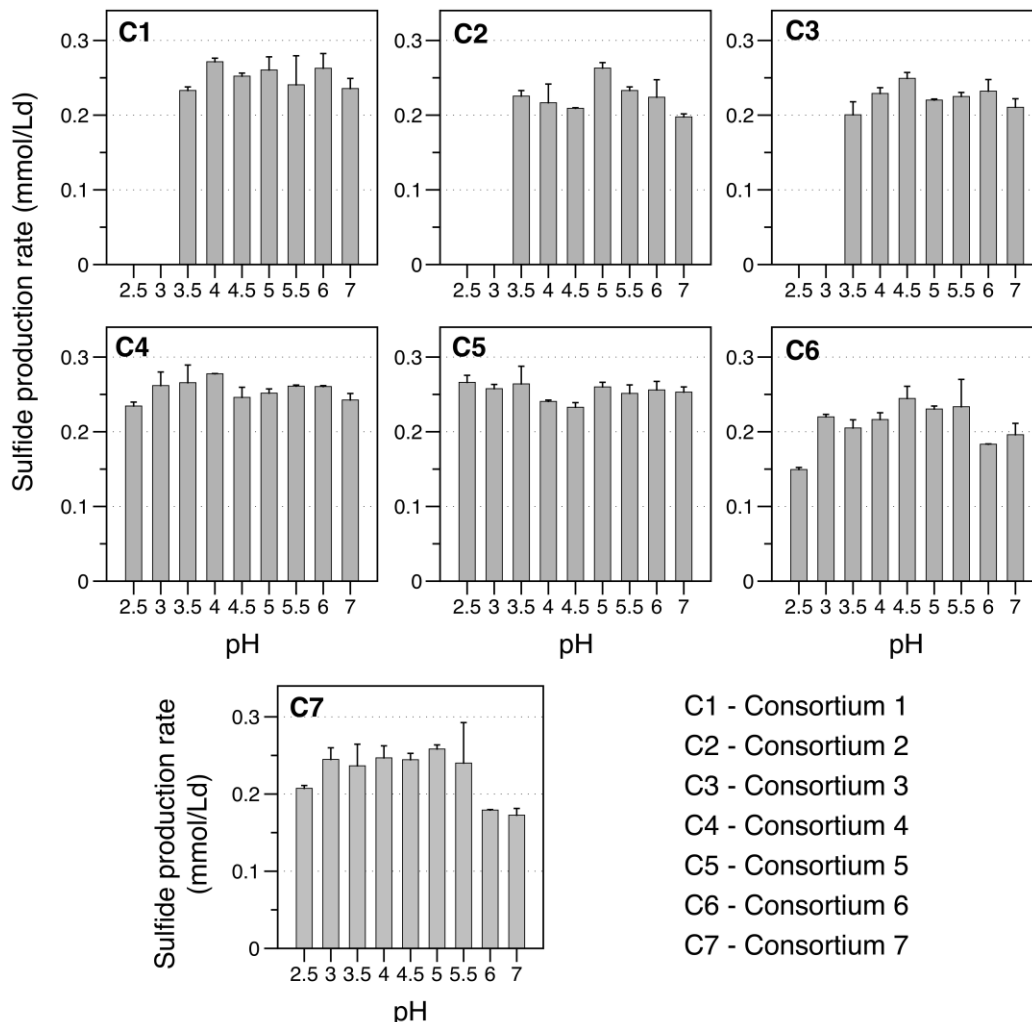 C1
C2
C3
Sulfide production rate (mmol/Ld)
0.3
0.2
0.1
0
0.3
0.2
0.1
0
0.3
0.2
0.1
0
2.5 3 3.5 4 4.5 5 5.5 6 7
2.5 3 3.5 4 4.5 5 5.5 6 7
2.5 3 3.5 4 4.5 5 5.5 6 7
C4
C5
C6
0.3
0.2
0.1
0
0.3
0.2
0.1
0
0.3
0.2
0.1
0
2.5 3 3.5 4 4.5 5 5.5 6 7
2.5 3 3.5 4 4.5 5 5.5 6 7
2.5 3 3.5 4 4.5 5 5.5 6 7
pH
pH
pH
C7
Sulfide production rate
(mmol/Ld)
0.3
0.2
0.1
0
2.5 3 3.5 4 4.5 5 5.5 6 7
pH
C1 - Consortium 1
C2 - Consortium 2
C3 - Consortium 3
C4 - Consortium 4
C5 - Consortium 5
C6 - Consortium 6
C7 - Consortium 7